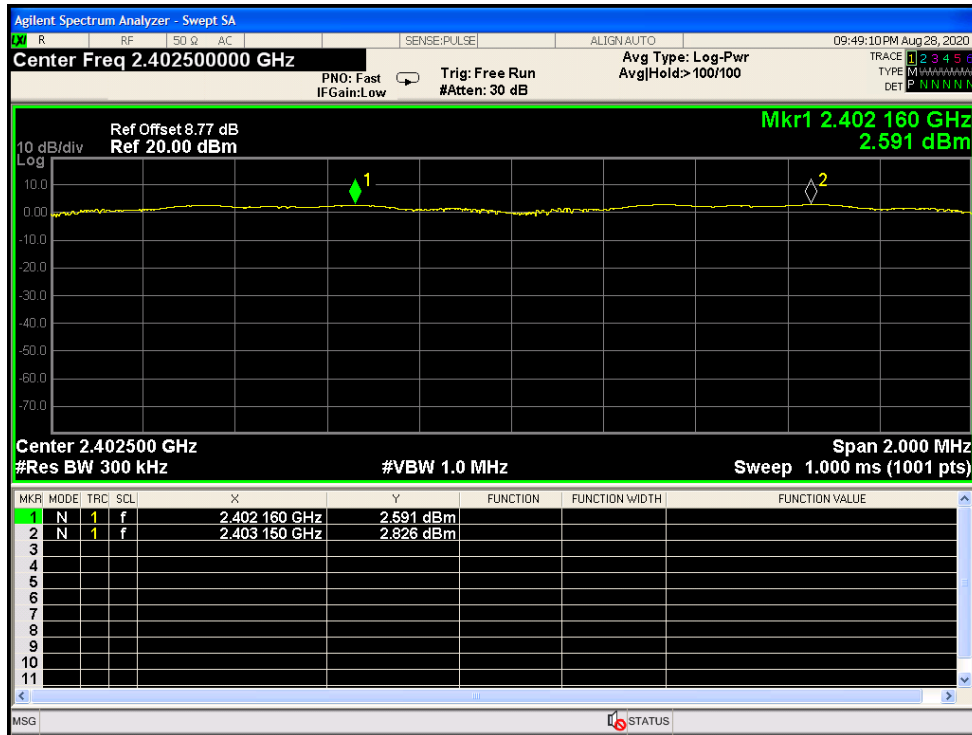 Agilent Spectrum Analyzer - Swept SA
LXI R RF 50 Ω AC SENSE:PULSE ALIGN AUTO 09:49:10 PM Aug 28, 2020
Center Freq 2.402500000 GHz Avg Type: Log-Pwr TRACE 1 2 3 4 5 6
PNO: Fast Trig: Free Run Avg|Hold:>100/100 TYPE M
IFGain:Low #Atten: 30 dB DET P N N N N N
Mkr1 2.402 160 GHz
Ref Offset 8.77 dB
10 dB/div Ref 20.00 dBm 2.591 dBm
Log
10.0
0.00
-10.0
-20.0
-30.0
-40.0
-50.0
-60.0
-70.0
1
2
Center 2.402500 GHz Span 2.000 MHz
#Res BW 300 kHz #VBW 1.0 MHz Sweep 1.000 ms (1001 pts)
MKR MODE TRC SCL X Y FUNCTION FUNCTION WIDTH FUNCTION VALUE
1 N 1 f 2.402 160 GHz 2.591 dBm
2 N 1 f 2.403 150 GHz 2.826 dBm
3
4
5
6
7
8
9
10
11
MSG STATUS